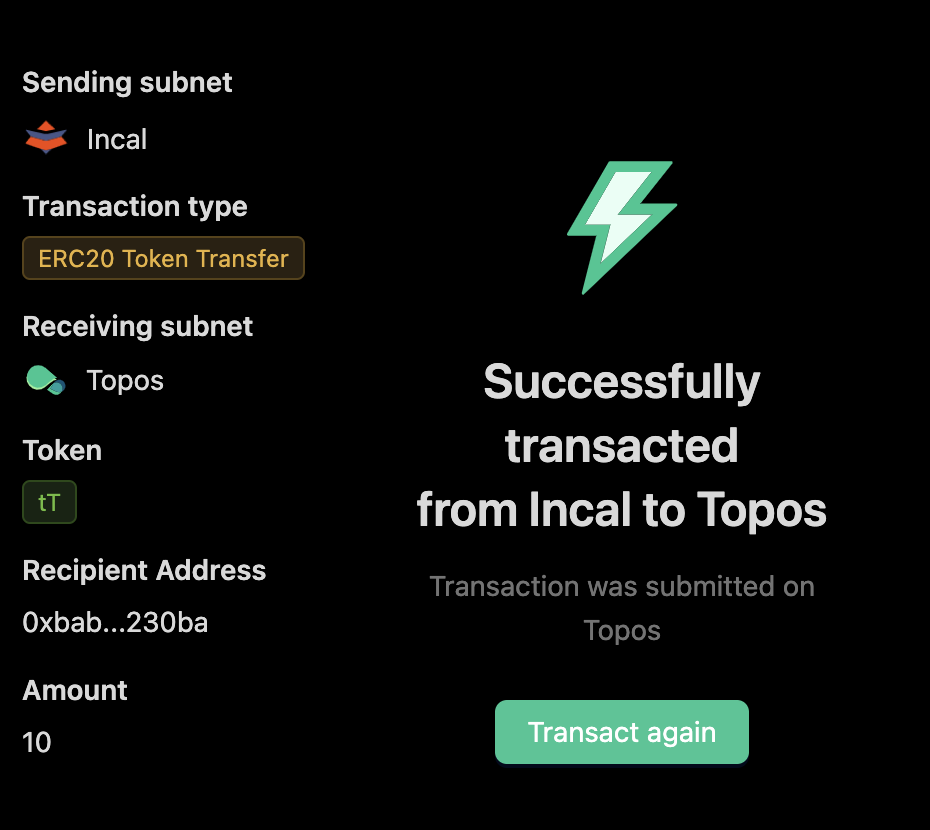 Sending subnet
Incal
Transaction type
ERC20 Token Transfer
Receiving subnet
Topos
Token
tT
Recipient Address
0xbab...230ba
Amount
10
Successfully
transacted
from Incal to Topos
Transaction was submitted on
Topos
Transact again